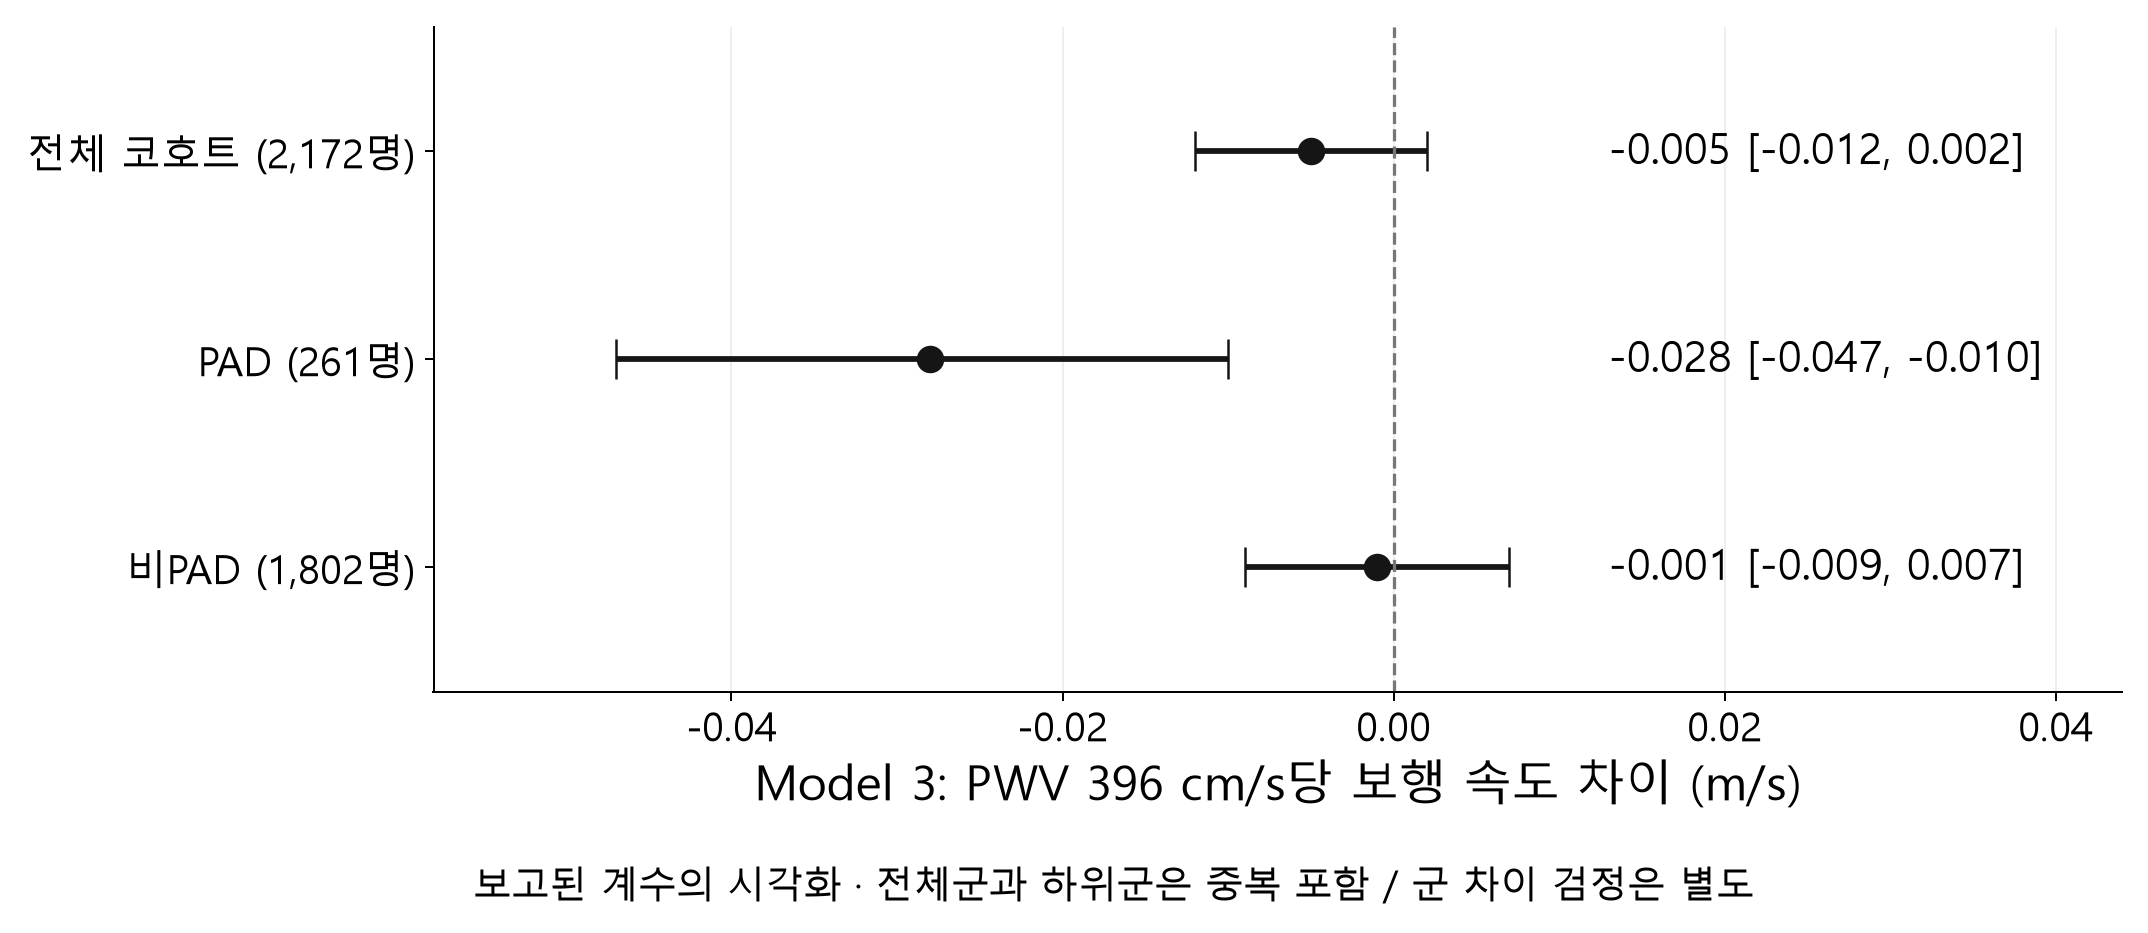 전체 코호트 (2,172명)
-0.005 [-0.012, 0.002]
PAD (261명)
-0.028 [-0.047, -0.010]
비PAD (1,802명)
-0.001 [-0.009, 0.007]
-0.04 -0.02 0.00 0.02 0.04
Model 3: PWV 396 cm/s당 보행 속도 차이 (m/s)
보고된 계수의 시각화 · 전체군과 하위군은 중복 포함 / 군 차이 검정은 별도